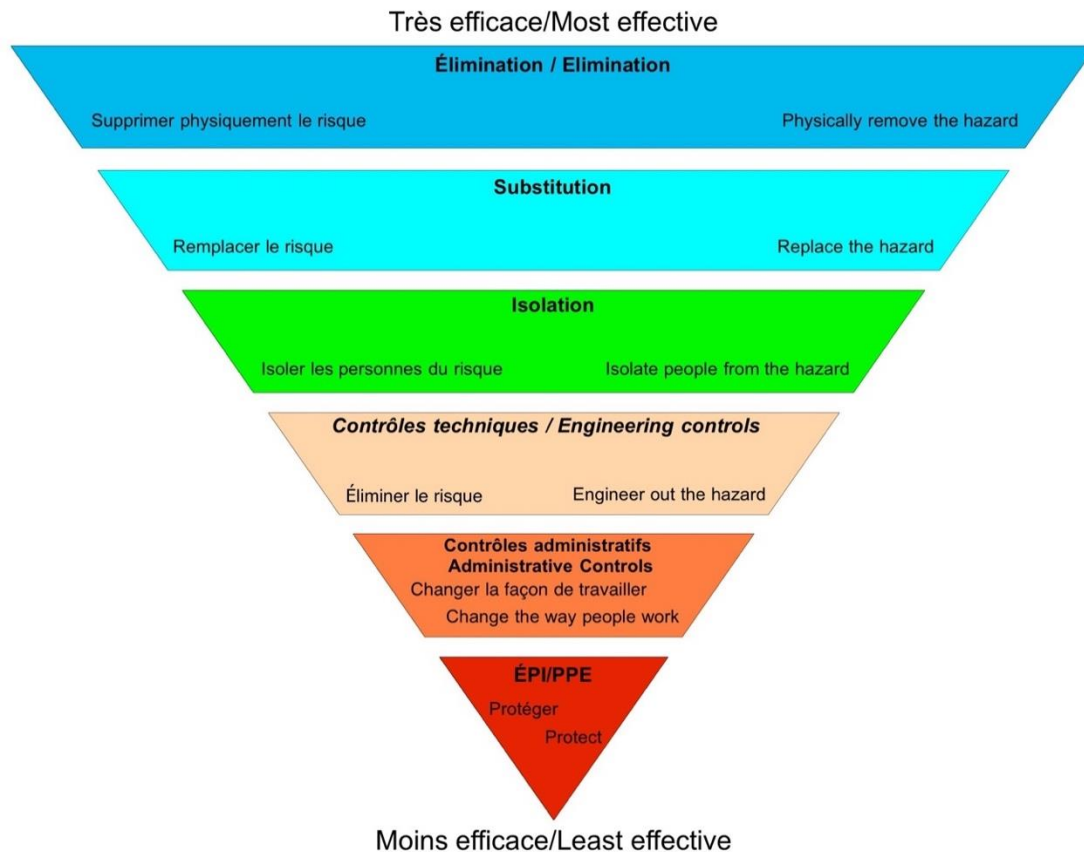 Très efficace/Most effective
Élimination / Elimination
Supprimer physiquement le risque
Physically remove the hazard
Substitution
Remplacer le risque
Replace the hazard
Isolation
Isoler les personnes du risque
Isolate people from the hazard
Contrôles techniques / Engineering controls
Éliminer le risque
Engineer out the hazard
Contrôles administratifs
Administrative Controls
Changer la façon de travailler
Change the way people work
ÉPI/PPE
Protéger
Protect
Moins efficace/Least effective